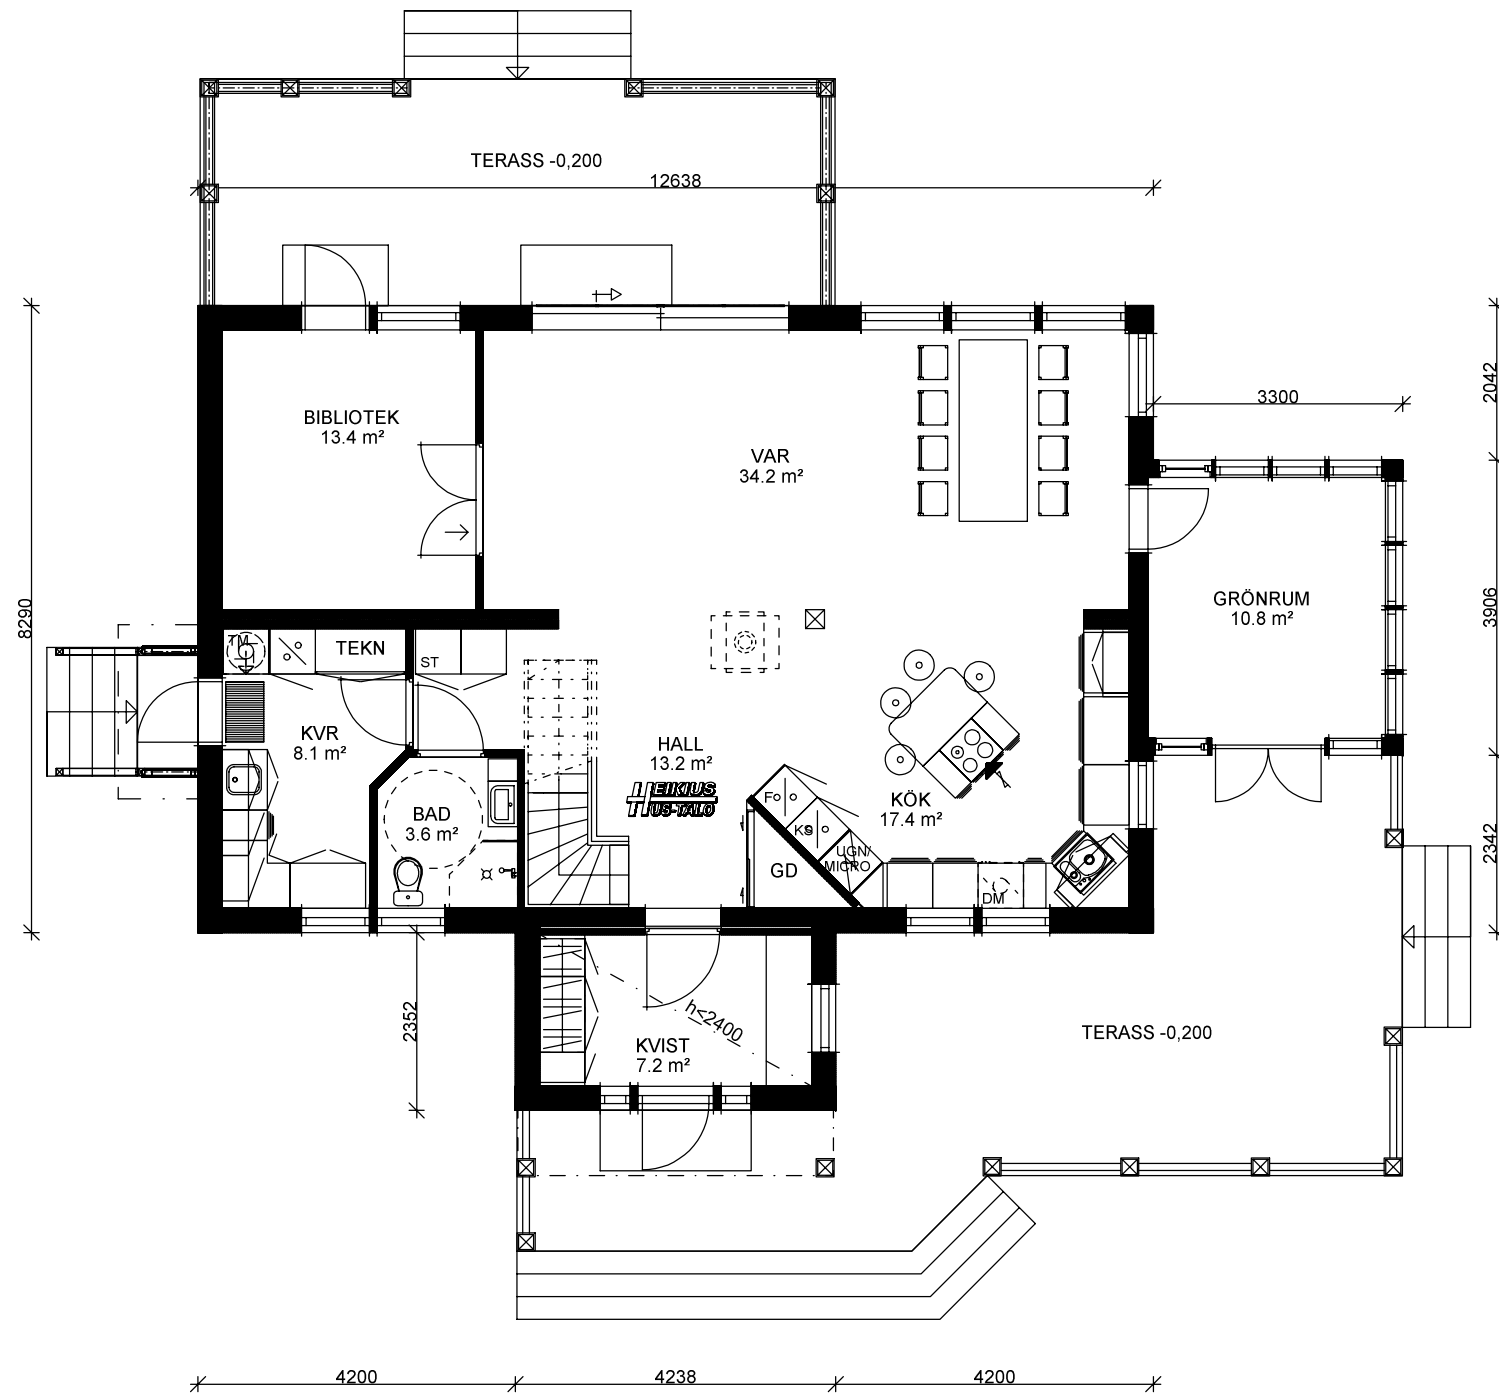 TERASS -0,200
12638
BIBLIOTEK
13.4 m²
VAR
34.2 m²
2042
3300
8290
GRÖNRUM
10.8 m²
3906
TM
TEKN
ST
KVR
8.1 m²
HALL
13.2 m²
HEIKIUS
HUS-TALO
BAD
3.6 m²
F
KS
UGN/
MICRO
GD
KÖK
17.4 m²
DM
2342
2352
h<2400
KVIST
7.2 m²
TERASS -0,200
4200
4238
4200